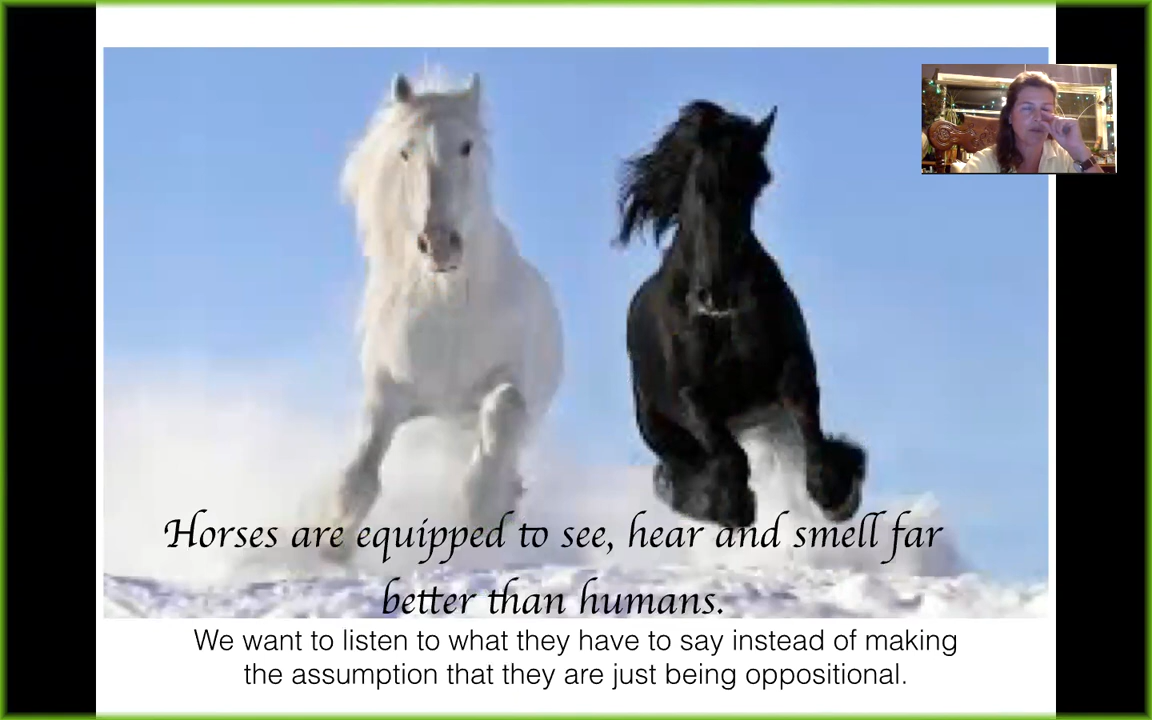 Horses are equipped to see, hear and smell far
better than humans.
We want to listen to what they have to say instead of making
the assumption that they are just being oppositional.